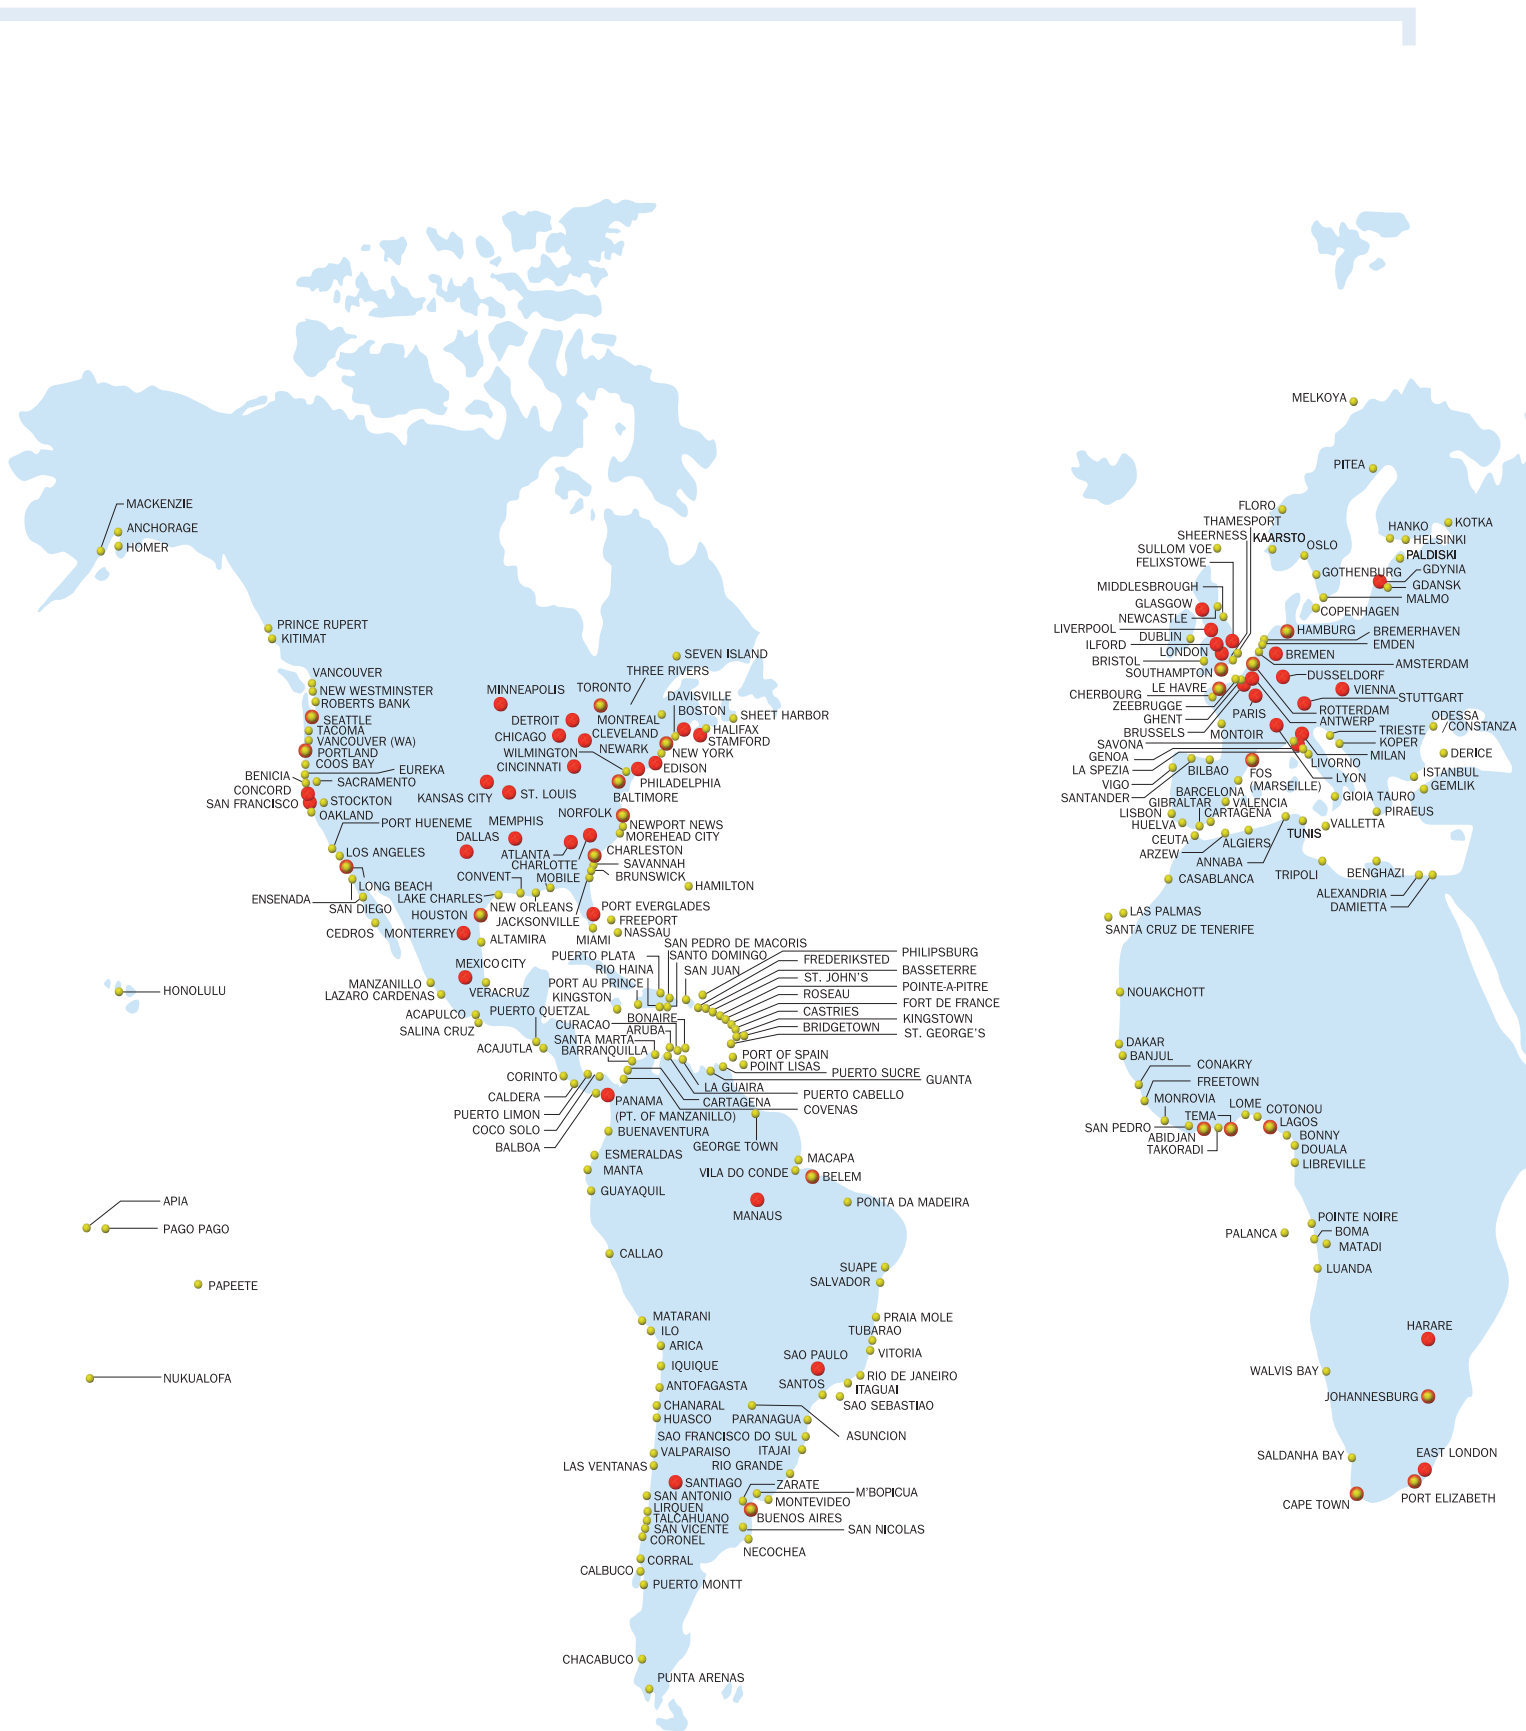 MELKOYA
PITEA
MACKENZIE
ANCHORAGE
HOMER
FLORO
THAMESPORT
SHEERNESS
KAARSTO
SULLOM VOE
OSLO
FELIXSTOWE
HANKO
KOTKA
HELSINKI
PALDISKI
GDYNIA
GOTHENBURG
GDANSK
MIDDLESBROUGH
MALMO
GLASGOW
COPENHAGEN
NEWCASTLE
PRINCE RUPERT
KITIMAT
LIVERPOOL
DUBLIN
HAMBURG
BREMERHAVEN
ILFORD
EMDEN
LONDON
BREMEN
BRISTOL
AMSTERDAM
SOUTHAMPTON
DUSSELDORF
SEVEN ISLAND
THREE RIVERS
VANCOUVER
NEW WESTMINSTER
ROBERTS BANK
SEATTLE
TACOMA
VANCOUVER (WA)
PORTLAND
COOS BAY
EUREKA
BENICIA
SACRAMENTO
CONCORD
SAN FRANCISCO
STOCKTON
OAKLAND
PORT HUENEME
LOS ANGELES
LONG BEACH
ENSENADA
SAN DIEGO
CEDROS
MINNEAPOLIS
TORONTO
DAVISVILLE
BOSTON
SHEET HARBOR
DETROIT
MONTREAL
HALIFAX
CHICAGO
CLEVELAND
STAMFORD
WILMINGTON
NEWARK
NEW YORK
CINCINNATI
EDISON
PHILADELPHIA
KANSAS CITY
ST. LOUIS
BALTIMORE
NORFOLK
MEMPHIS
NEWPORT NEWS
DALLAS
MOREHEAD CITY
ATLANTA
CHARLESTON
CHARLOTTE
SAVANNAH
CONVENT
MOBILE
BRUNSWICK
HAMILTON
LAKE CHARLES
NEW ORLEANS
PORT EVERGLADES
HOUSTON
JACKSONVILLE
FREEPORT
MONTERREY
NASSAU
ALTAMIRA
MIAMI
CHERBOURG
LE HAVRE
VIENNA
STUTTGART
ZEEBRUGGE
ROTTERDAM
GHENT
PARIS
ANTWERP
BRUSSELS
MONTOIR
TRIESTE
ODESSA
CONSTANZA
SAVONA
KOPER
GENOA
MILAN
DERICE
LA SPEZIA
BILBAO
LIVORNO
VIGO
FOS
(MARSEILLE)
LYON
ISTANBUL
GEMLIK
SANTANDER
BARCELONA
GIBRALTAR
VALENCIA
GIOIA TAURO
LISBON
CARTAGENA
PIRAEUS
HUELVA
TUNIS
VALLETTA
CEUTA
ALGIERS
ARZEW
ANNABA
TRIPOLI
BENGHAZI
CASABLANCA
ALEXANDRIA
DAMIETTA
LAS PALMAS
SANTA CRUZ DE TENERIFE
MEXICO CITY
MANZANILLO
LAZARO CARDENAS
VERACRUZ
HONOLULU
ACAPULCO
PUERTO QUETZAL
SALINA CRUZ
ACAJUTLA
CORINTO
CALDERA
PUERTO LIMON
COCO SOLO
BALBOA
SAN PEDRO DE MACORIS
PUERTO PLATA
SANTO DOMINGO
RIO HAINA
SAN JUAN
PORT AU PRINCE
KINGSTON
BONAIRE
CURACAO
ARUBA
SANTA MARTA
BARRANQUILLA
PHILIPSBURG
FREDERIKSTED
BASSETERRE
ST. JOHN'S
POINTE-A-PITRE
ROSEAU
FORT DE FRANCE
CASTRIES
KINGSTOWN
BRIDGETOWN
ST. GEORGE'S
PORT OF SPAIN
POINT LISAS
PUERTO SUCRE
GUANTA
LA GUAIRA
PUERTO CABELLO
CARTAGENA
COVENAS
PANAMA
(PT. OF MANZANILLO)
BUENAVENTURA
GEORGE TOWN
NOUAKCHOTT
DAKAR
BANJUL
CONAKRY
FREETOWN
MONROVIA
LOME
COTONOU
TEMA
LAGOS
SAN PEDRO
ABIDJAN
BONNY
TAKORADI
DOUALA
LIBREVILLE
ESMERALDAS
MACAPA
MANTA
VILA DO CONDE
BELEM
GUAYAQUIL
PONTA DA MADEIRA
MANAUS
APIA
PAGO PAGO
PAPEETE
NUKUALOFA
CALLAO
POINTE NOIRE
PALANCA
BOMA
MATADI
LUANDA
SUAPE
SALVADOR
MATARANI
PRAIA MOLE
ILO
TUBARAO
HARARE
ARICA
VITORIA
SAO PAULO
IQUIQUE
RIO DE JANEIRO
WALVIS BAY
ANTOFAGASTA
SANTOS
ITAGUAI
JOHANNESBURG
CHANARAL
SAO SEBASTIAO
HUASCO
PARANAGUA
SAO FRANCISCO DO SUL
ASUNCION
VALPARAISO
ITAJAI
EAST LONDON
SALDANHA BAY
LAS VENTANAS
RIO GRANDE
SANTIAGO
ZARATE
M'BOPICUA
SAN ANTONIO
MONTEVIDEO
CAPE TOWN
PORT ELIZABETH
LIRQUEN
TALCAHUANO
BUENOS AIRES
SAN VICENTE
SAN NICOLAS
CORONEL
NECOCHEA
CORRAL
CALBUCO
PUERTO MONTT
CHACABUCO
PUNTA ARENAS